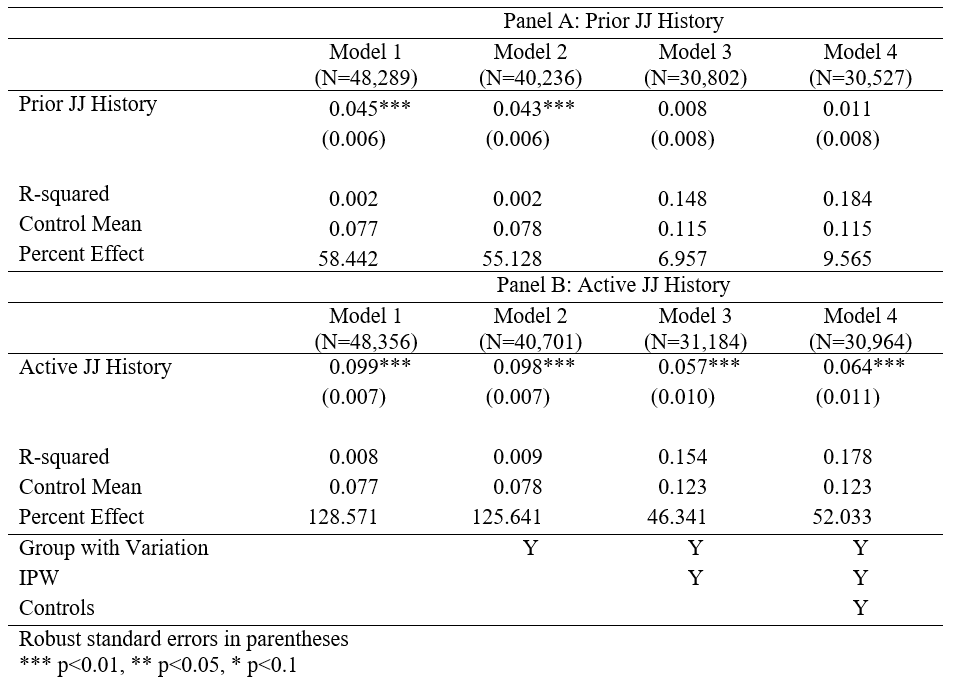 Panel A: Prior JJ History
Model 1 Model 2 Model 3 Model 4
(N=48,289) (N=40,236) (N=30,802) (N=30,527)
Prior JJ History 0.045*** 0.043*** 0.008 0.011
(0.006) (0.006) (0.008) (0.008)
R-squared 0.002 0.002 0.148 0.184
Control Mean 0.077 0.078 0.115 0.115
Percent Effect 58.442 55.128 6.957 9.565
Panel B: Active JJ History
Model 1 Model 2 Model 3 Model 4
(N=48,356) (N=40,701) (N=31,184) (N=30,964)
Active JJ History 0.099*** 0.098*** 0.057*** 0.064***
(0.007) (0.007) (0.010) (0.011)
R-squared 0.008 0.009 0.154 0.178
Control Mean 0.077 0.078 0.123 0.123
Percent Effect 128.571 125.641 46.341 52.033
Group with Variation Y Y Y
IPW Y Y
Controls Y
Robust standard errors in parentheses
*** p<0.01, ** p<0.05, * p<0.1